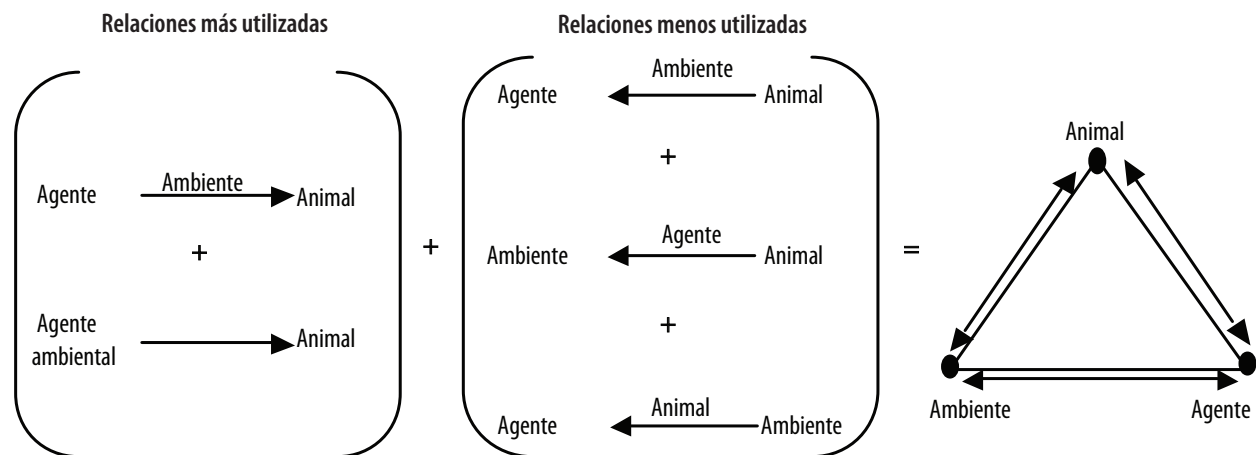 Relaciones más utilizadas
Agente Ambiente Animal
+
Agente
ambiental
Animal
+
Relaciones menos utilizadas
Agente Ambiente Animal
+
Ambiente Agente Animal
+
Agente Animal Ambiente
=
Animal
Ambiente Agente